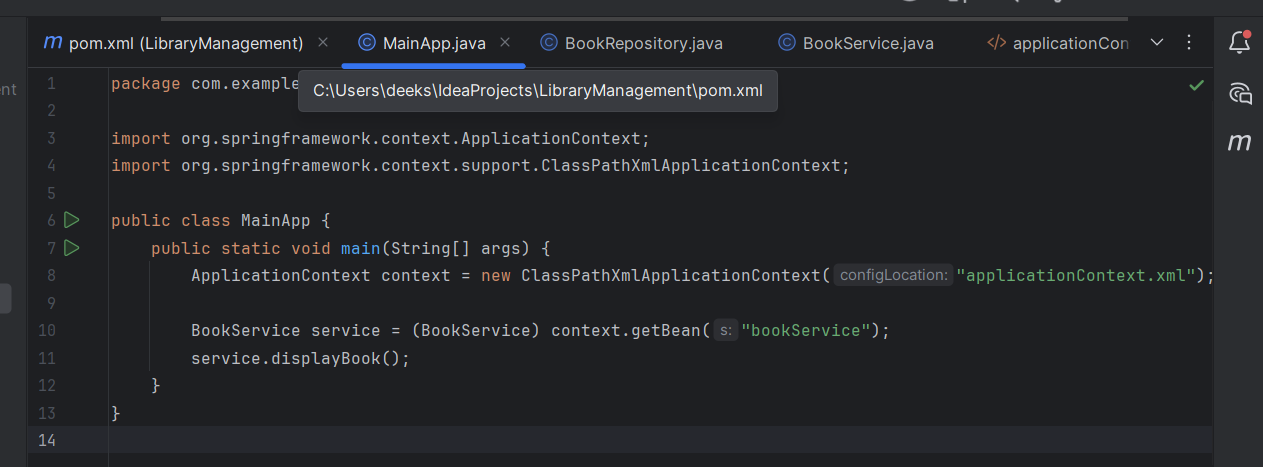 m pom.xml (LibraryManagement) × © MainApp.java × © BookRepository.java © BookService.java </> applicationCon
ent
1 package com.example
C:\Users\deeks\IdeaProjects\LibraryManagement\pom.xml
2
3 import org.springframework.context.ApplicationContext;
4 import org.springframework.context.support.ClassPathXmlApplicationContext;
5
6 public class MainApp {
7 public static void main(String[] args) {
8 ApplicationContext context = new ClassPathXmlApplicationContext( configLocation: "applicationContext.xml");
9
10 BookService service = (BookService) context.getBean( s: "bookService");
11 service.displayBook();
12 }
13 }
14
m